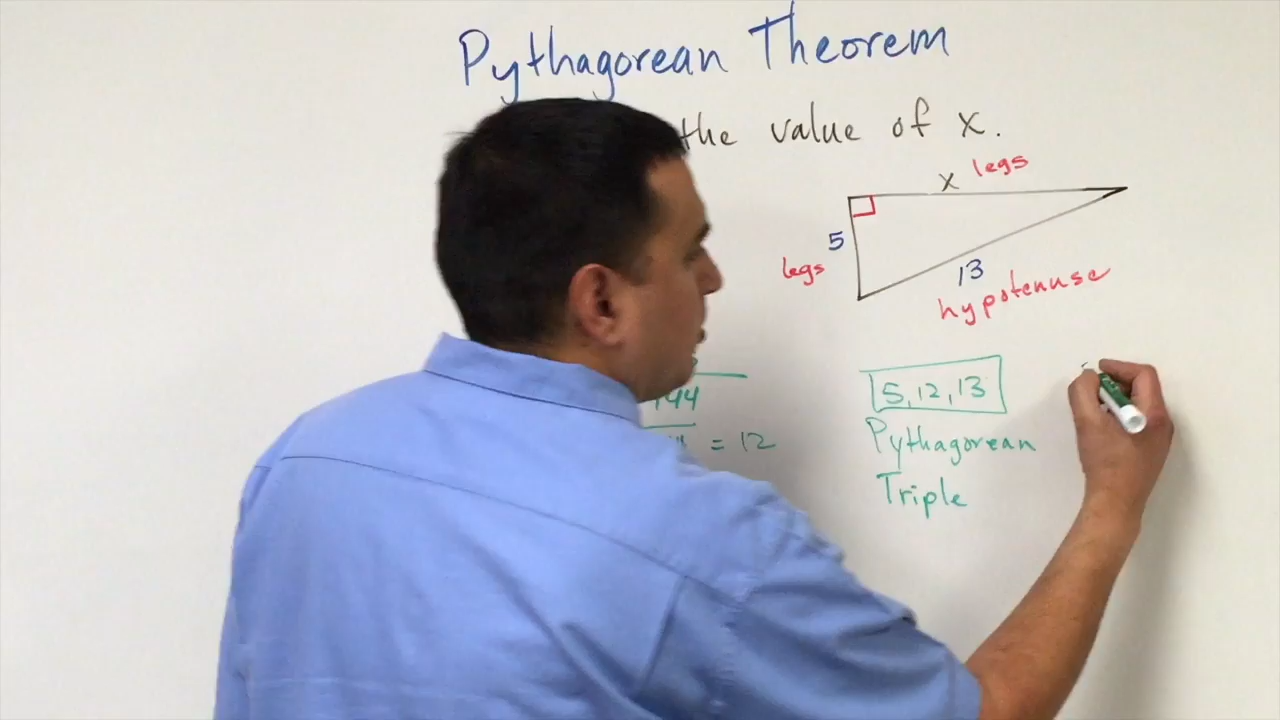 Pythagorean Theorem
the value of x.
x legs
5
legs
13
hypotenuse
144
= 12
5, 12, 13
Pythagorean
Triple